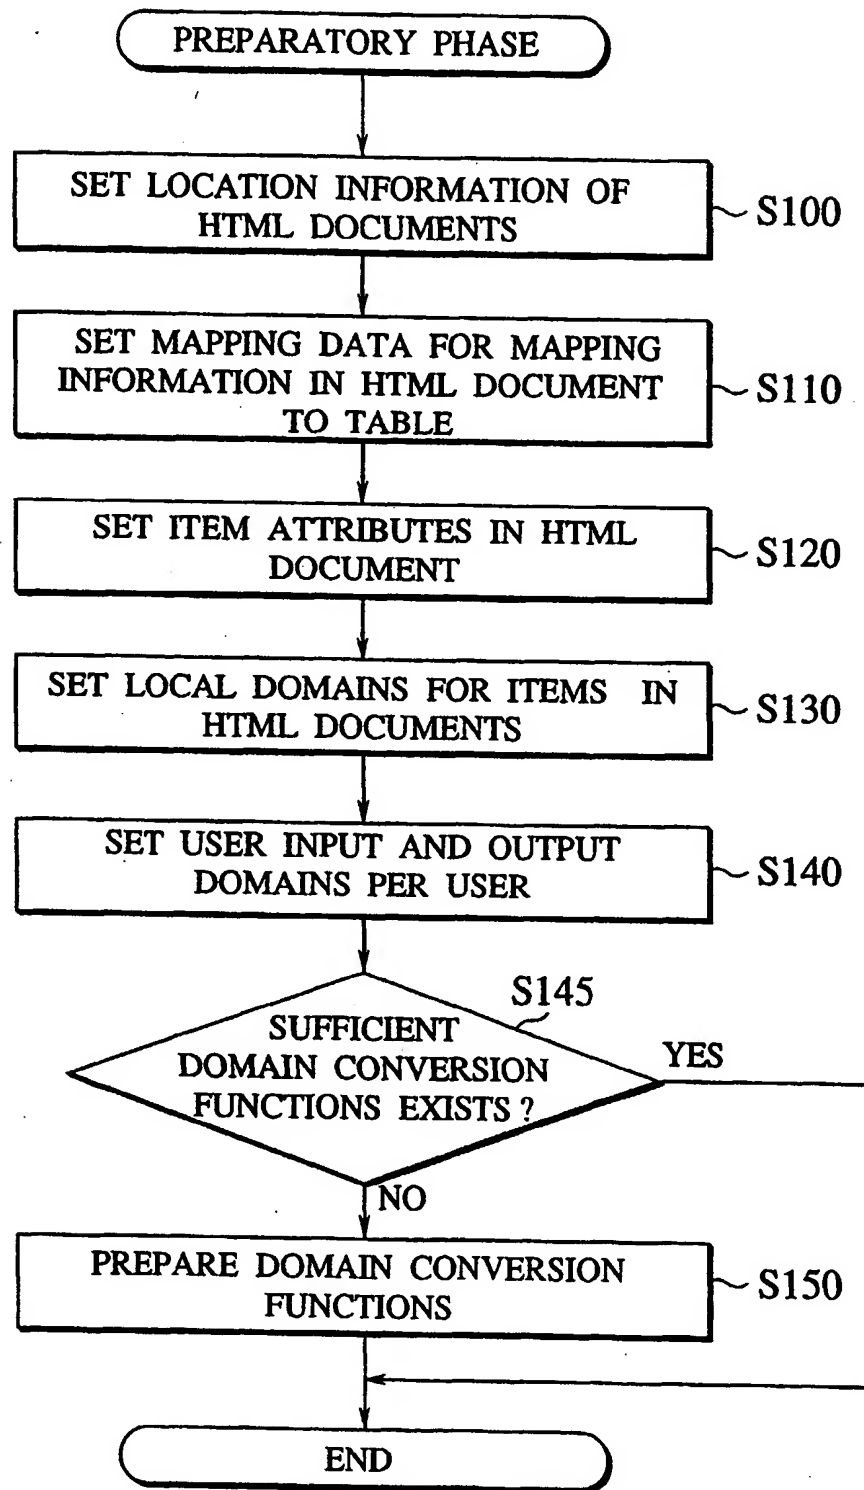 PREPARATORY PHASE
SET LOCATION INFORMATION OF
HTML DOCUMENTS
S100
SET MAPPING DATA FOR MAPPING
INFORMATION IN HTML DOCUMENT
TO TABLE
S110
SET ITEM ATTRIBUTES IN HTML
DOCUMENT
S120
SET LOCAL DOMAINS FOR ITEMS IN
HTML DOCUMENTS
S130
SET USER INPUT AND OUTPUT
DOMAINS PER USER
S140
S145
SUFFICIENT
DOMAIN CONVERSION
FUNCTIONS EXISTS ?
YES
NO
PREPARE DOMAIN CONVERSION
FUNCTIONS
S150
END